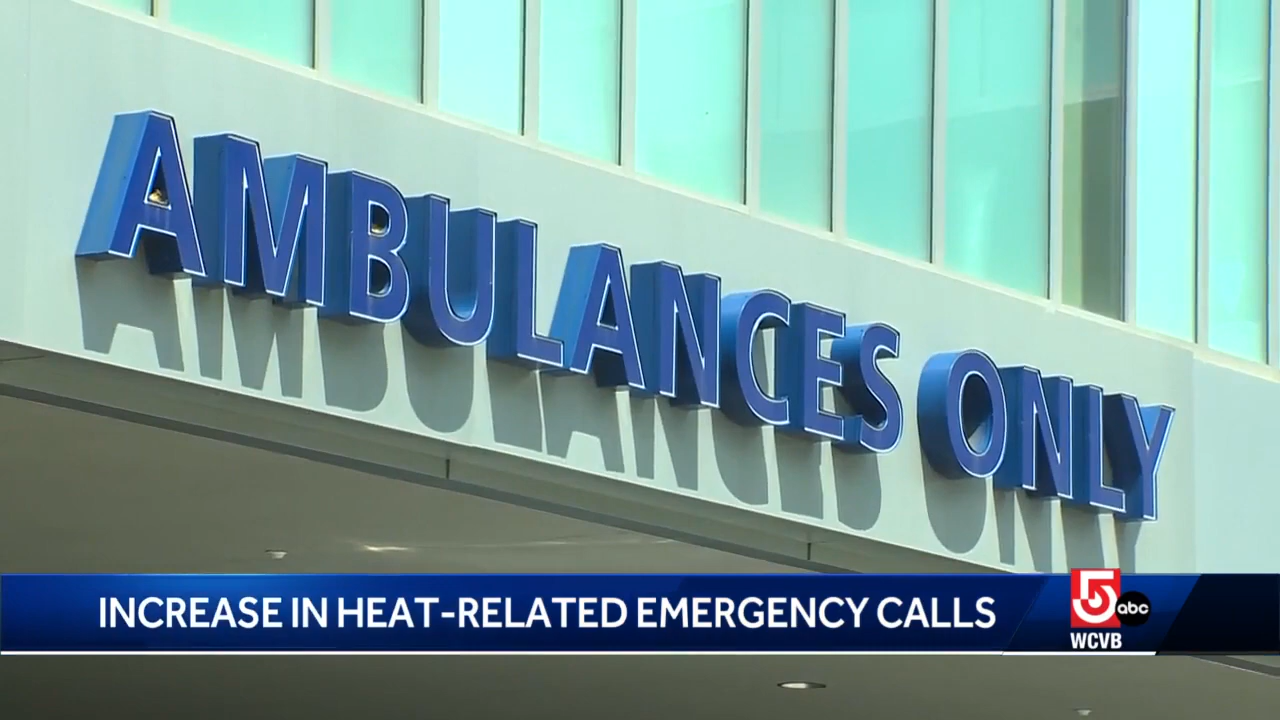 AMBULANCES ONLY
INCREASE IN HEAT-RELATED EMERGENCY CALLS
5
abc
WCVB